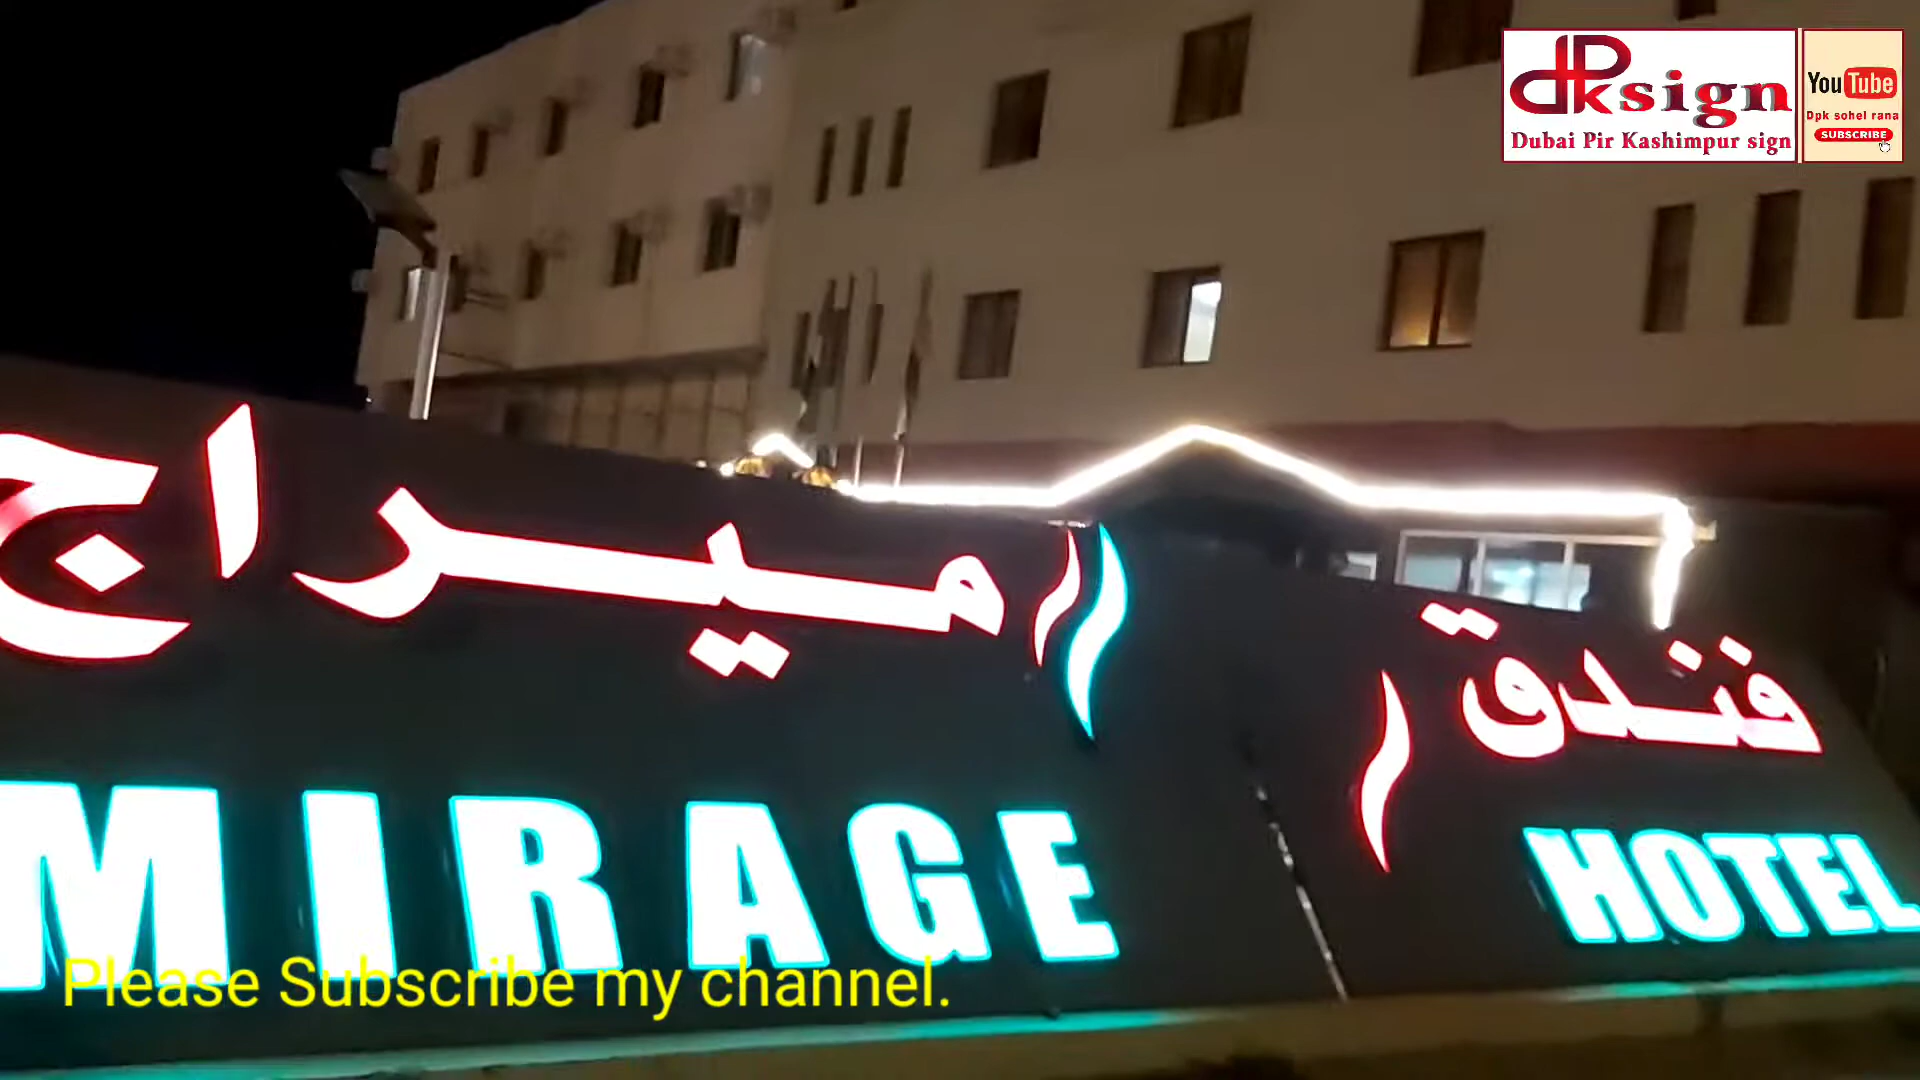 dPksign
Dubai Pir Kashimpur sign
YouTube
Dpk sohel rana
SUBSCRIBE
فندق
ميراج
MIRAGE
HOTEL
Please Subscribe my channel.